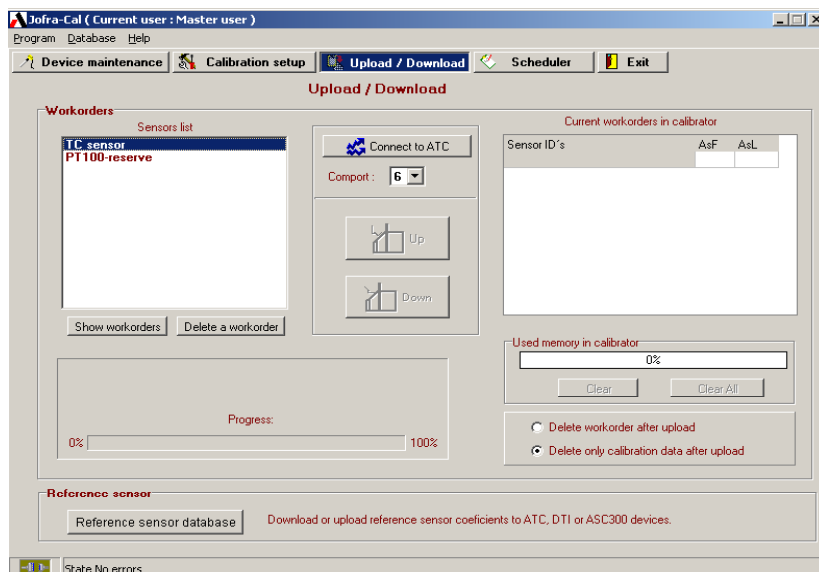 Jofra-Cal ( Current user : Master user )
Program Database Help
Device maintenance Calibration setup Upload / Download Scheduler Exit
Upload / Download
Workorders
Sensors list
TC sensor
PT100-reserve
Show workorders Delete a workorder
Connect to ATC
Comport : 6
Up
Down
Current workorders in calibrator
Sensor ID´s AsF AsL
Used memory in calibrator
0%
Clear Clear All
Progress:
0% 100%
Delete workorder after upload
Delete only calibration data after upload
Reference sensor
Reference sensor database Download or upload reference sensor coeficients to ATC, DTI or ASC300 devices.
State No errors